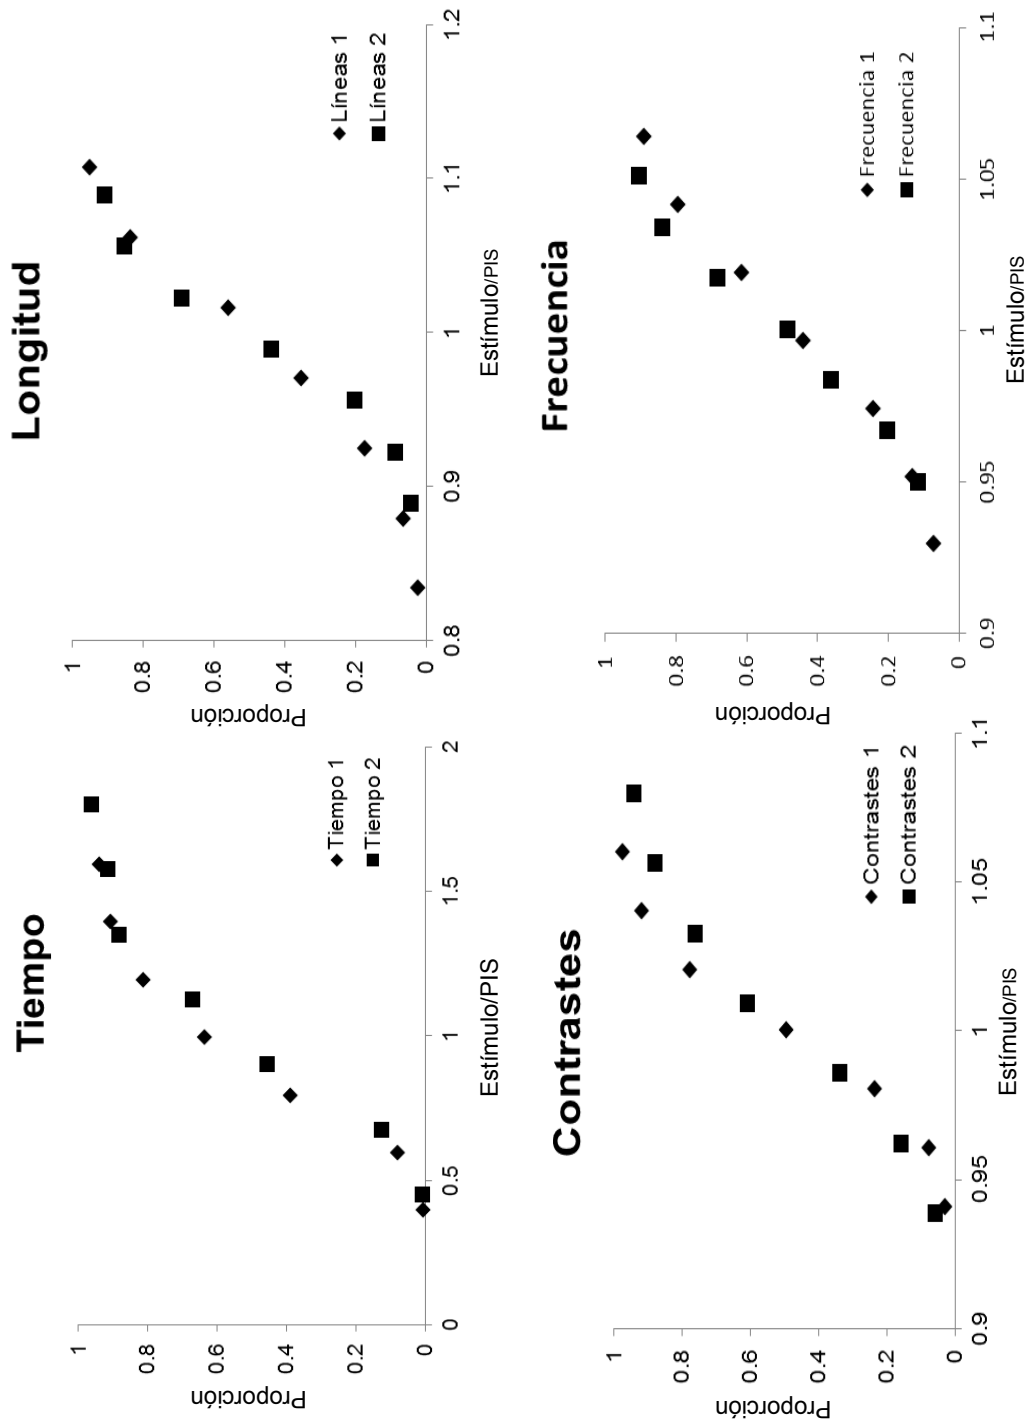 Tiempo
Proporción
1
0.8
0.6
0.4
0.2
0
0
0.5
1
1.5
2
Estímulo/PIS
Tiempo 1
Tiempo 2
Longitud
Proporción
1
0.8
0.6
0.4
0.2
0
0.8
0.9
1
1.1
1.2
Estímulo/PIS
Líneas 1
Líneas 2
Contrastes
Proporción
1
0.8
0.6
0.4
0.2
0
0.9
0.95
1
1.05
1.1
Estímulo/PIS
Contrastes 1
Contrastes 2
Frecuencia
Proporción
1
0.8
0.6
0.4
0.2
0
0.9
0.95
1
1.05
1.1
Estímulo/PIS
Frecuencia 1
Frecuencia 2